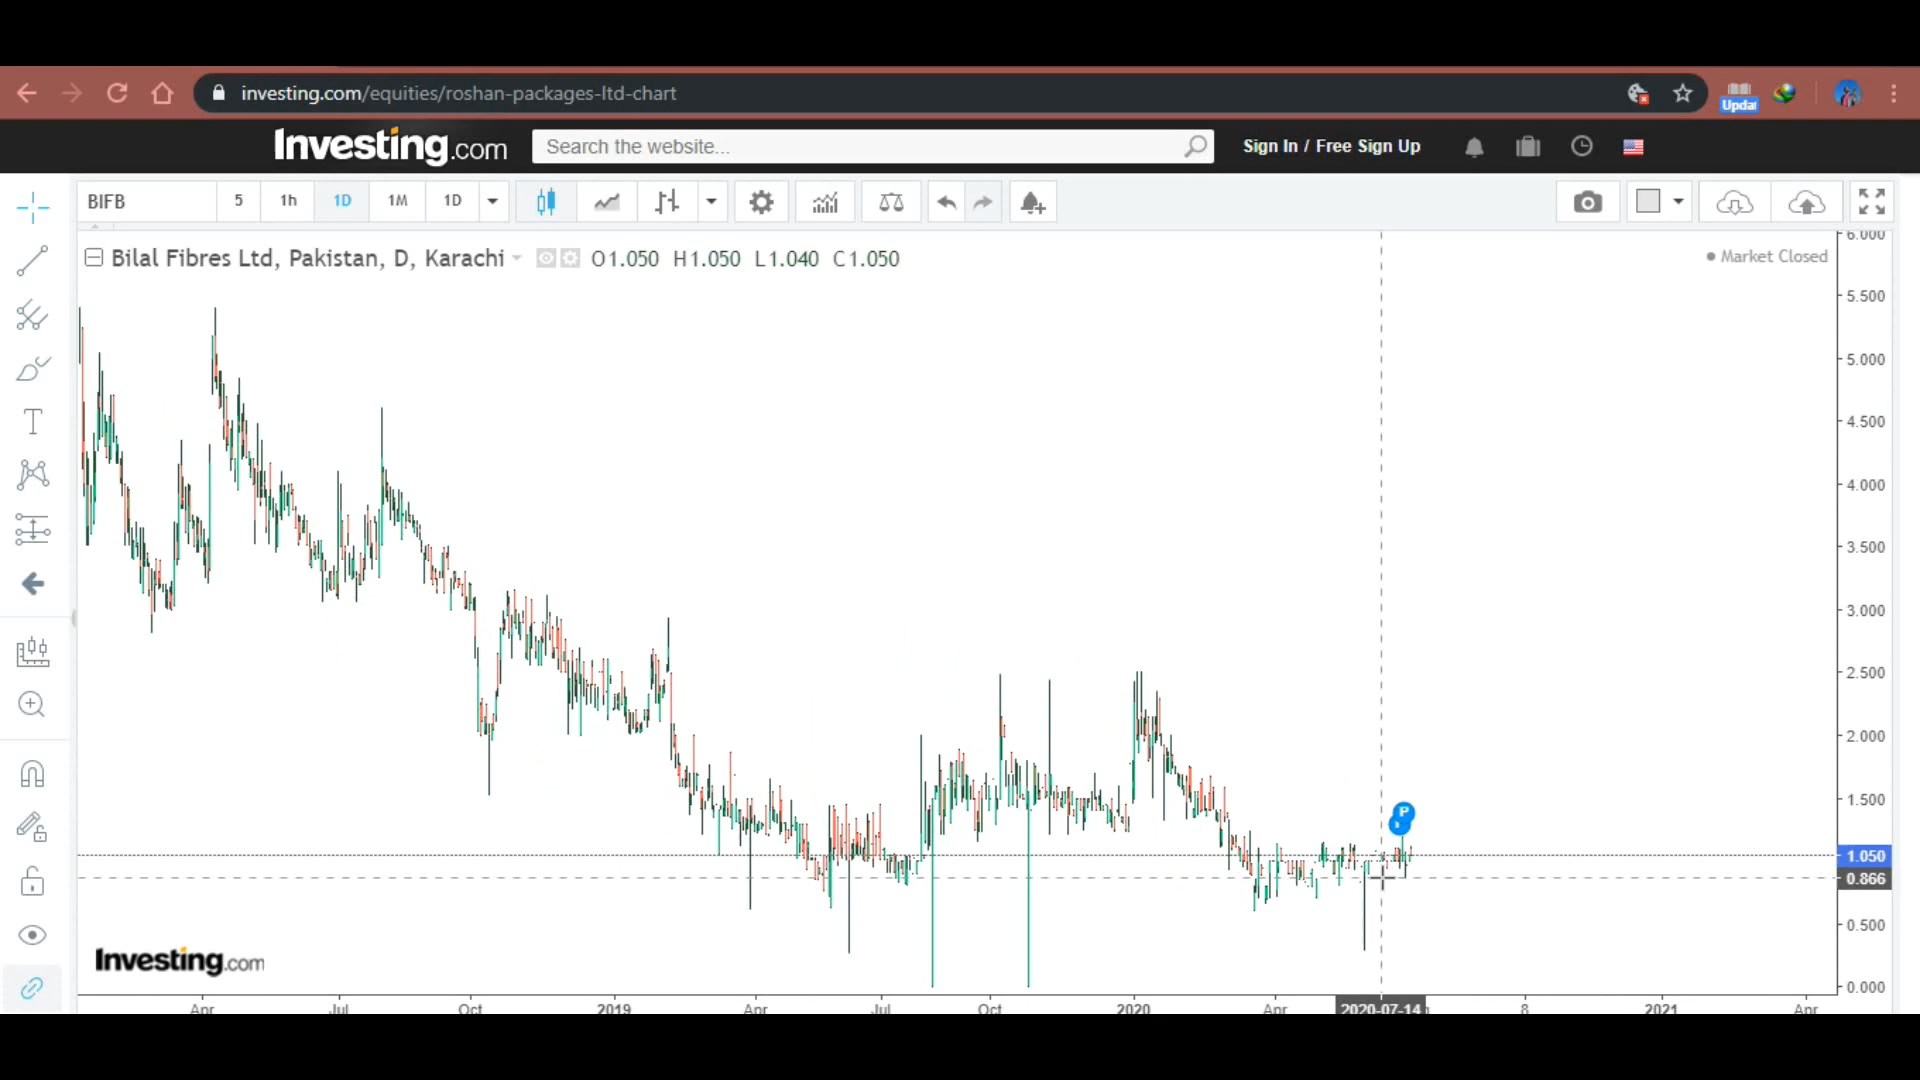 investing.com/equities/roshan-packages-ltd-chart
Updat
Investing.com
Search the website...
Sign In / Free Sign Up
BIFB 5 1h 1D 1M 1D
Bilal Fibres Ltd, Pakistan, D, Karachi O1.050 H1.050 L1.040 C1.050
Market Closed
6.000
5.500
5.000
4.500
4.000
3.500
3.000
2.500
2.000
1.500
P
1.050
0.866
0.500
0.000
Investing.com
Apr Jul Oct 2019 Apr Jul Oct 2020 Apr 2020-07-14 8 2021 Apr